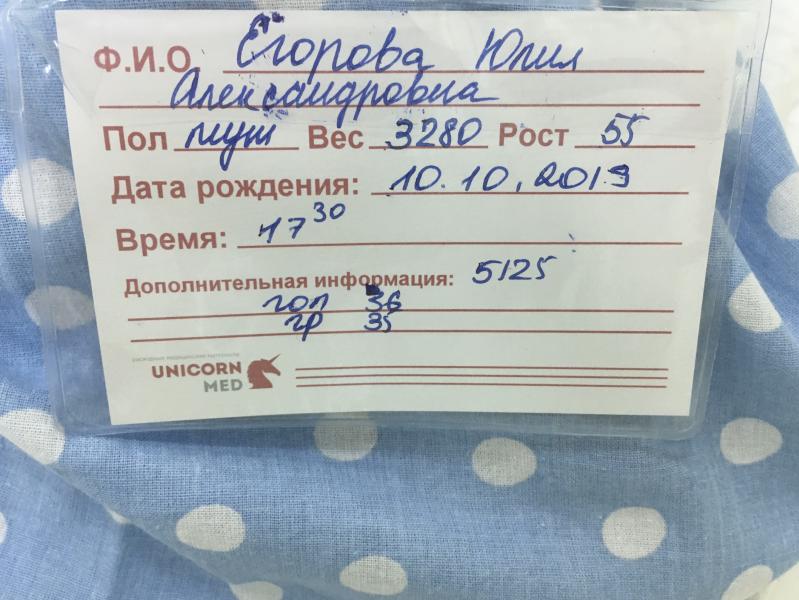 Ф.И.О. Егорова Юлия
Александровна
Пол муж Вес 3280 Рост 55
Дата рождения: 10.10.2019
Время: 17 30
Дополнительная информация: 5125
гол 36
гр 35
UNICORN
MED